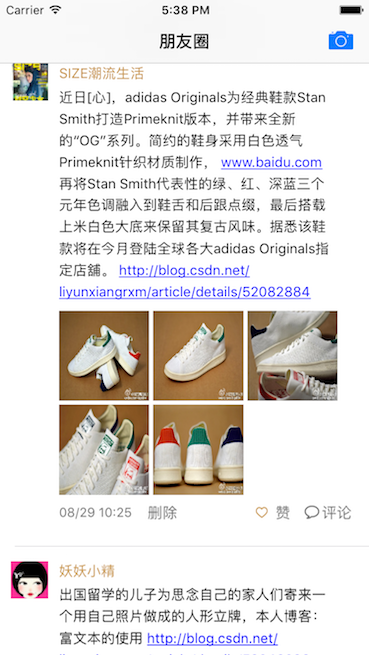 Carrier 5:38 PM
朋友圈
SIZE潮流生活
近日[心]，adidas Originals为经典鞋款Stan
Smith打造Primeknit版本，并带来全新
的“OG”系列。简约的鞋身采用白色透气
Primeknit针织材质制作， www.baidu.com
再将Stan Smith代表性的绿、红、深蓝三个
元年色调融入到鞋舌和后跟点缀，最后搭载
上米白色大底来保留其复古风味。据悉该鞋
款将在今月登陆全球各大adidas Originals指
定店舖。 http://blog.csdn.net/
liyunxiangrxm/article/details/52082884
08/29 10:25 删除 赞 评论
妖妖小精
出国留学的儿子为思念自己的家人们寄来一
个用自己照片做成的人形立牌，本人博客：
富文本的使用 http://blog.csdn.net/